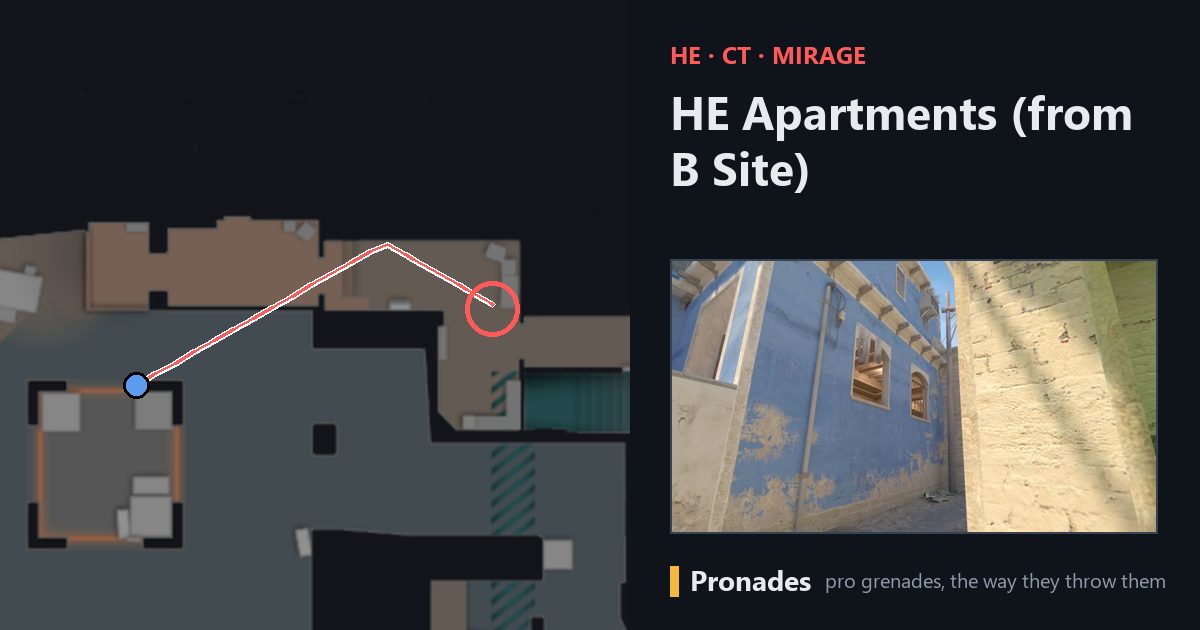 HE · CT · MIRAGE
HE Apartments (from
B Site)
Pronades pro grenades, the way they throw them